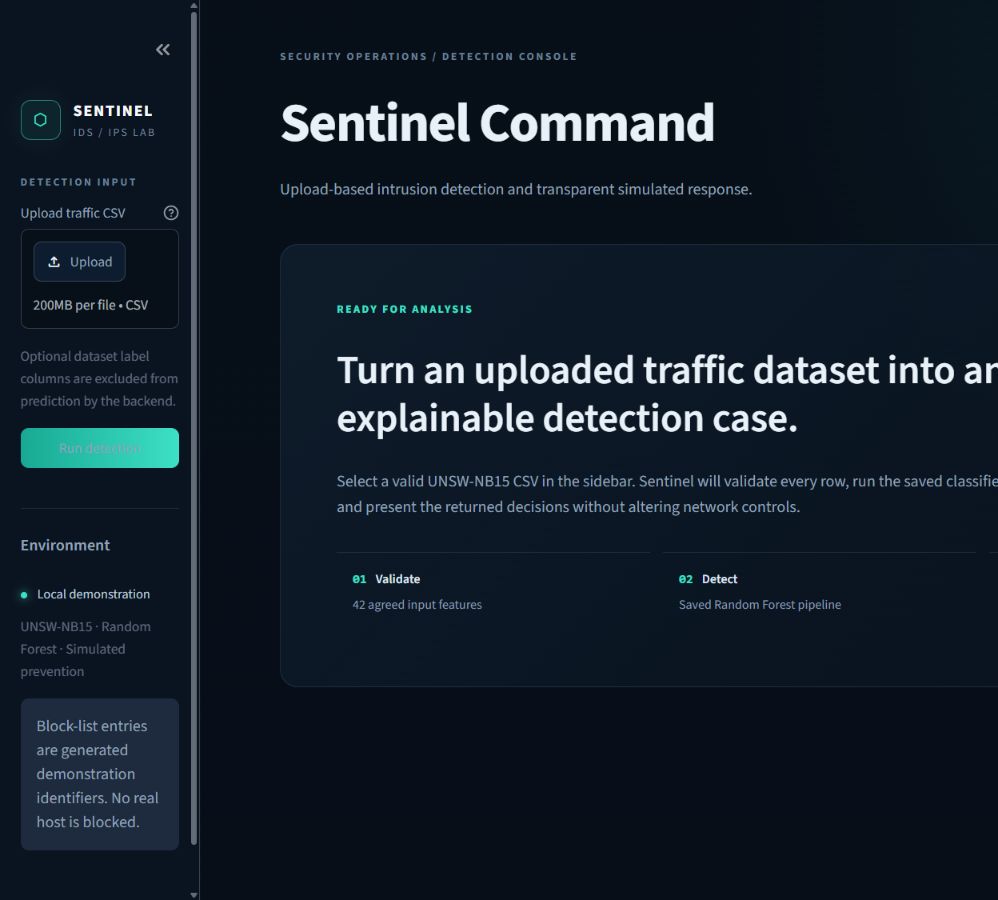 SENTINEL
IDS / IPS LAB
DETECTION INPUT
Upload traffic CSV
Upload
200MB per file • CSV
Optional dataset label
columns are excluded from
prediction by the backend.
Run detection
Environment
Local demonstration
UNSW-NB15 · Random
Forest · Simulated
prevention
Block-list entries
are generated
demonstration
identifiers. No real
host is blocked.
SECURITY OPERATIONS / DETECTION CONSOLE
Sentinel Command
Upload-based intrusion detection and transparent simulated response.
READY FOR ANALYSIS
Turn an uploaded traffic dataset into an
explainable detection case.
Select a valid UNSW-NB15 CSV in the sidebar. Sentinel will validate every row, run the saved classifie
and present the returned decisions without altering network controls.
01 Validate
42 agreed input features
02 Detect
Saved Random Forest pipeline